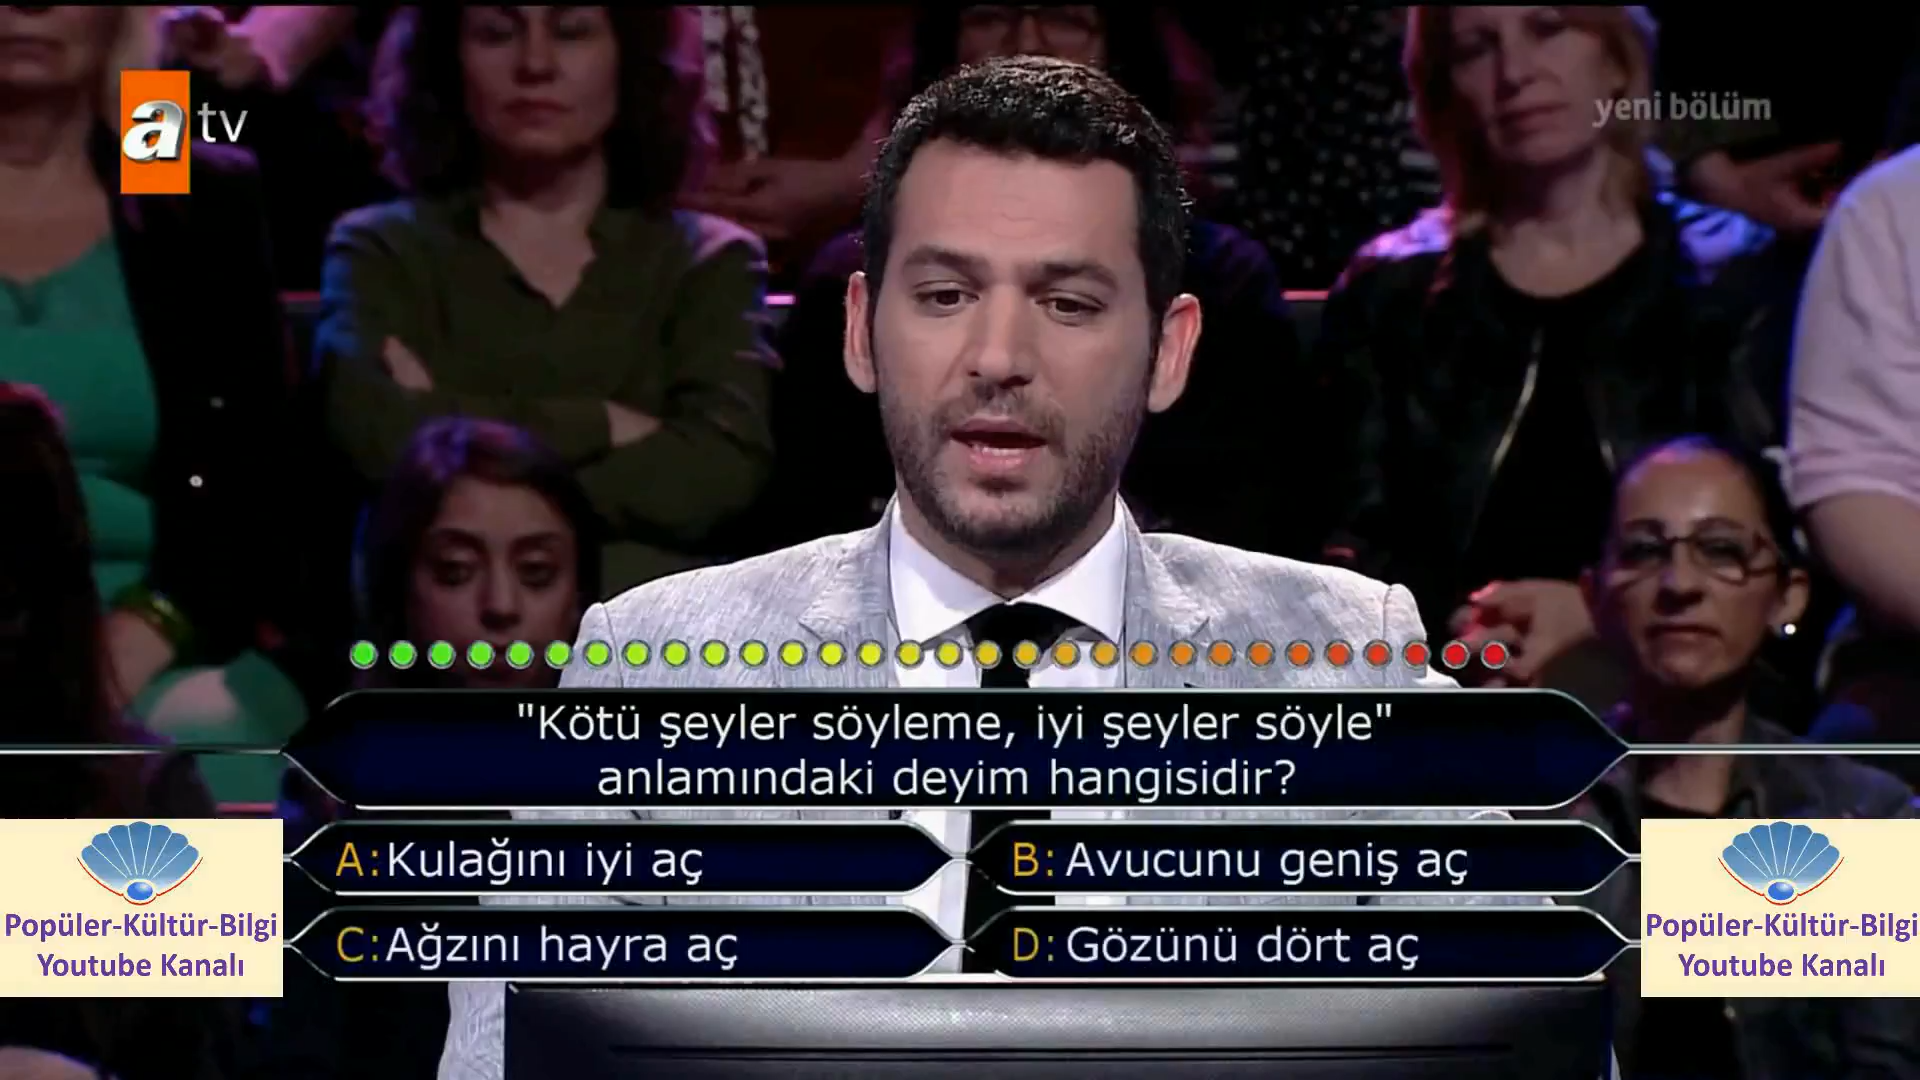 a tv
yeni bölüm
"Kötü şeyler söyleme, iyi şeyler söyle"
anlamındaki deyim hangisidir?
A: Kulağını iyi aç
B: Avucunu geniş aç
C: Ağzını hayra aç
D: Gözünü dört aç
Popüler-Kültür-Bilgi
Youtube Kanalı
Popüler-Kültür-Bilgi
Youtube Kanalı